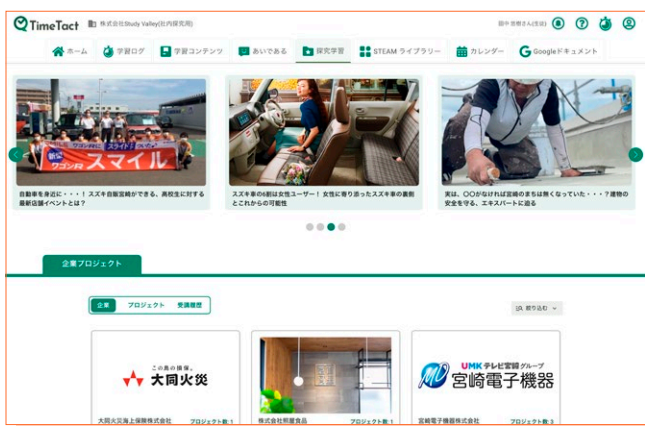 TimeTact 株式会社Study Valley(社内探究用)
ホーム 学習ログ 学習コンテンツ あいである 探究学習 STEAM ライブラリー カレンダー Googleドキュメント
スマイル
自動車を身近に・・・！スズキ自販宮崎ができる、高校生に対する
最新店舗イベントとは？
スズキ車の6割は女性ユーザー！ 女性に寄り添ったスズキ車の裏側
とこれからの可能性
実は、〇〇がなければ宮崎のまちは無くなっていた・・・？建物の
安全を守る、エキスパートに迫る
企業プロジェクト
企業 プロジェクト 受講履歴
絞り込む
この島の損保。
大同火災
UMK テレビ宮崎グループ
宮崎電子機器
大同火災海上保険株式会社 プロジェクト数: 1
株式会社照屋食品 プロジェクト数: 1
宮崎電子機器株式会社 プロジェクト数: 3